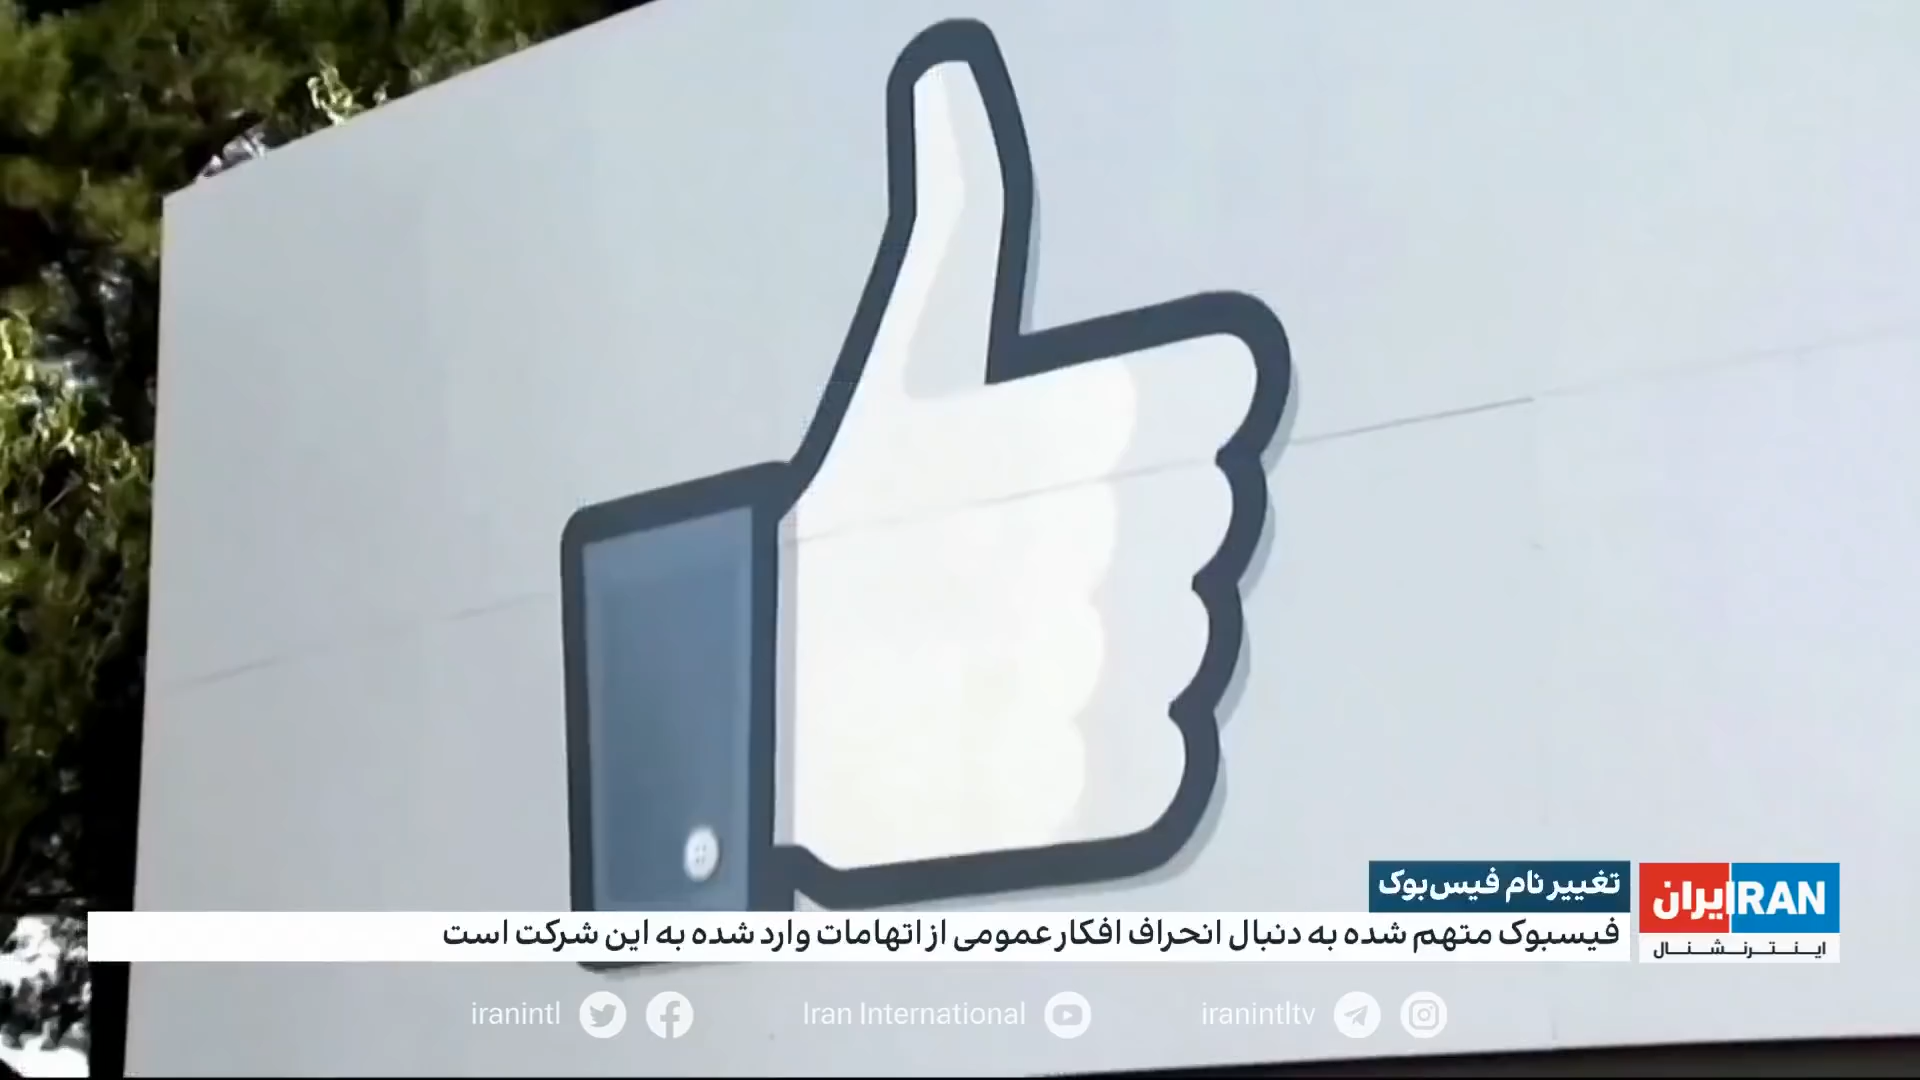 تغییر نام فیس‌بوک
فیسبوک متهم شده به دنبال انحراف افکار عمومی از اتهامات وارد شده به این شرکت است
ایران IRAN
اینترنشنال
iranintl
Iran International
iranintltv